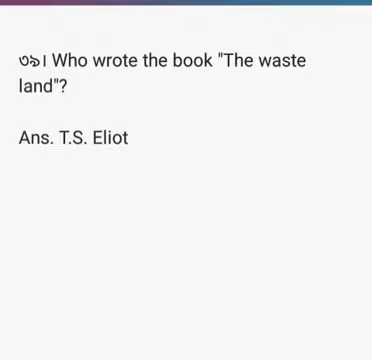 ৩৯। Who wrote the book "The waste
land"?
Ans. T.S. Eliot